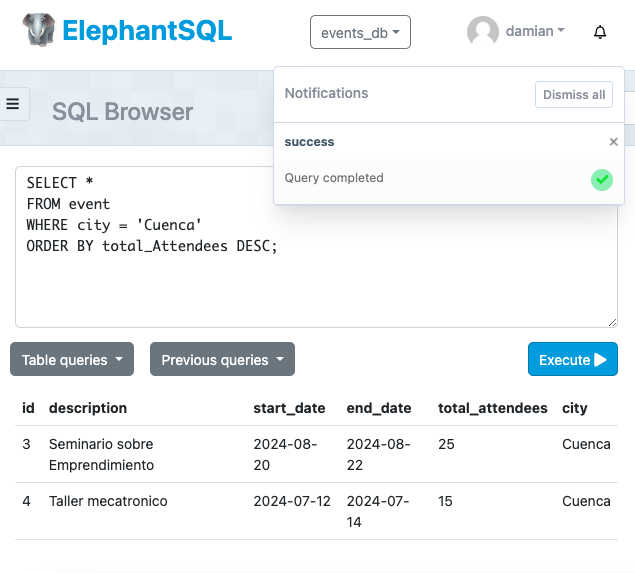 ElephantSQL
events_db
damian
SQL Browser
Notifications
Dismiss all
success
×
Query completed
SELECT *
FROM event
WHERE city = 'Cuenca'
ORDER BY total_Attendees DESC;
Table queries
Previous queries
Execute
id description start_date end_date total_attendees city
3 Seminario sobre 2024-08- 2024-08- 25 Cuenca
Emprendimiento 20 22
4 Taller mecatronico 2024-07-12 2024-07- 15 Cuenca
14